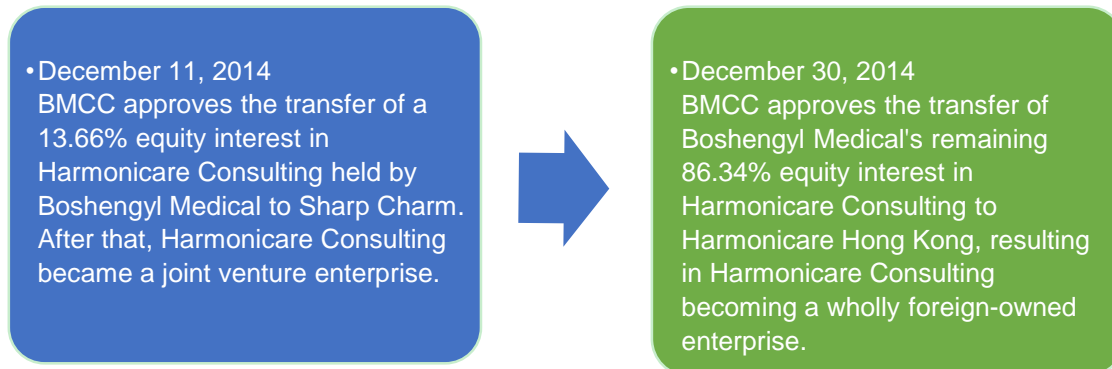 •December 11, 2014
BMCC approves the transfer of a
13.66% equity interest in
Harmonicare Consulting held by
Boshengyl Medical to Sharp Charm.
After that, Harmonicare Consulting
became a joint venture enterprise.
•December 30, 2014
BMCC approves the transfer of
Boshengyl Medical's remaining
86.34% equity interest in
Harmonicare Consulting to
Harmonicare Hong Kong, resulting
in Harmonicare Consulting
becoming a wholly foreign-owned
enterprise.